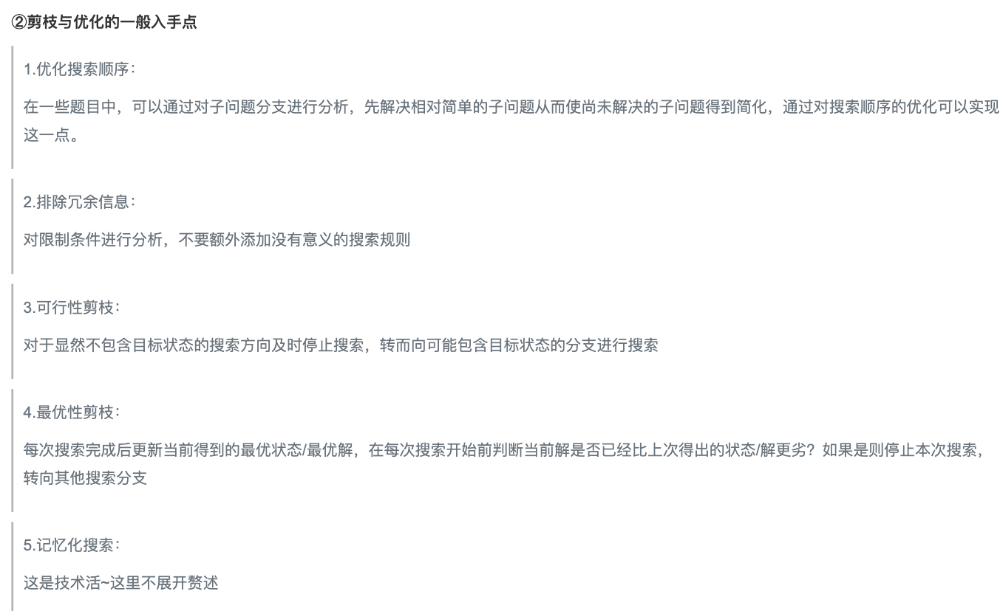 ②剪枝与优化的一般入手点
1.优化搜索顺序：
在一些题目中，可以通过对子问题分支进行分析，先解决相对简单的子问题从而使尚未解决的子问题得到简化，通过对搜索顺序的优化可以实现
这一点。
2.排除冗余信息：
对限制条件进行分析，不要额外添加没有意义的搜索规则
3.可行性剪枝：
对于显然不包含目标状态的搜索方向及时停止搜索，转而向可能包含目标状态的分支进行搜索
4.最优性剪枝：
每次搜索完成后更新当前得到的最优状态/最优解，在每次搜索开始前判断当前解是否已经比上次得出的状态/解更劣？如果是则停止本次搜索，
转向其他搜索分支
5.记忆化搜索：
这是技术活~这里不展开赘述